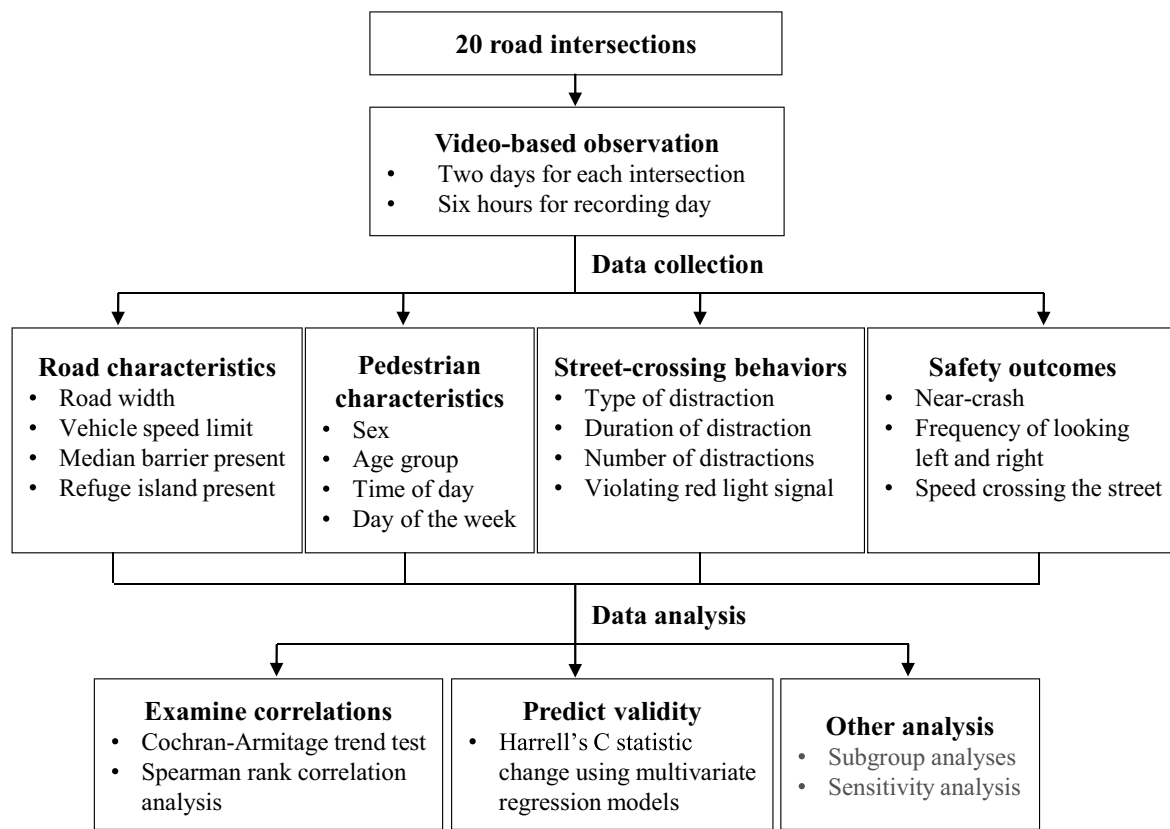 20 road intersections
Video-based observation
• Two days for each intersection
• Six hours for recording day
Data collection
Road characteristics
• Road width
• Vehicle speed limit
• Median barrier present
• Refuge island present
Pedestrian
characteristics
• Sex
• Age group
• Time of day
• Day of the week
Street-crossing behaviors
• Type of distraction
• Duration of distraction
• Number of distractions
• Violating red light signal
Safety outcomes
• Near-crash
• Frequency of looking
left and right
• Speed crossing the street
Data analysis
Examine correlations
• Cochran-Armitage trend test
• Spearman rank correlation
analysis
Predict validity
• Harrell’s C statistic
change using multivariate
regression models
Other analysis
• Subgroup analyses
• Sensitivity analysis